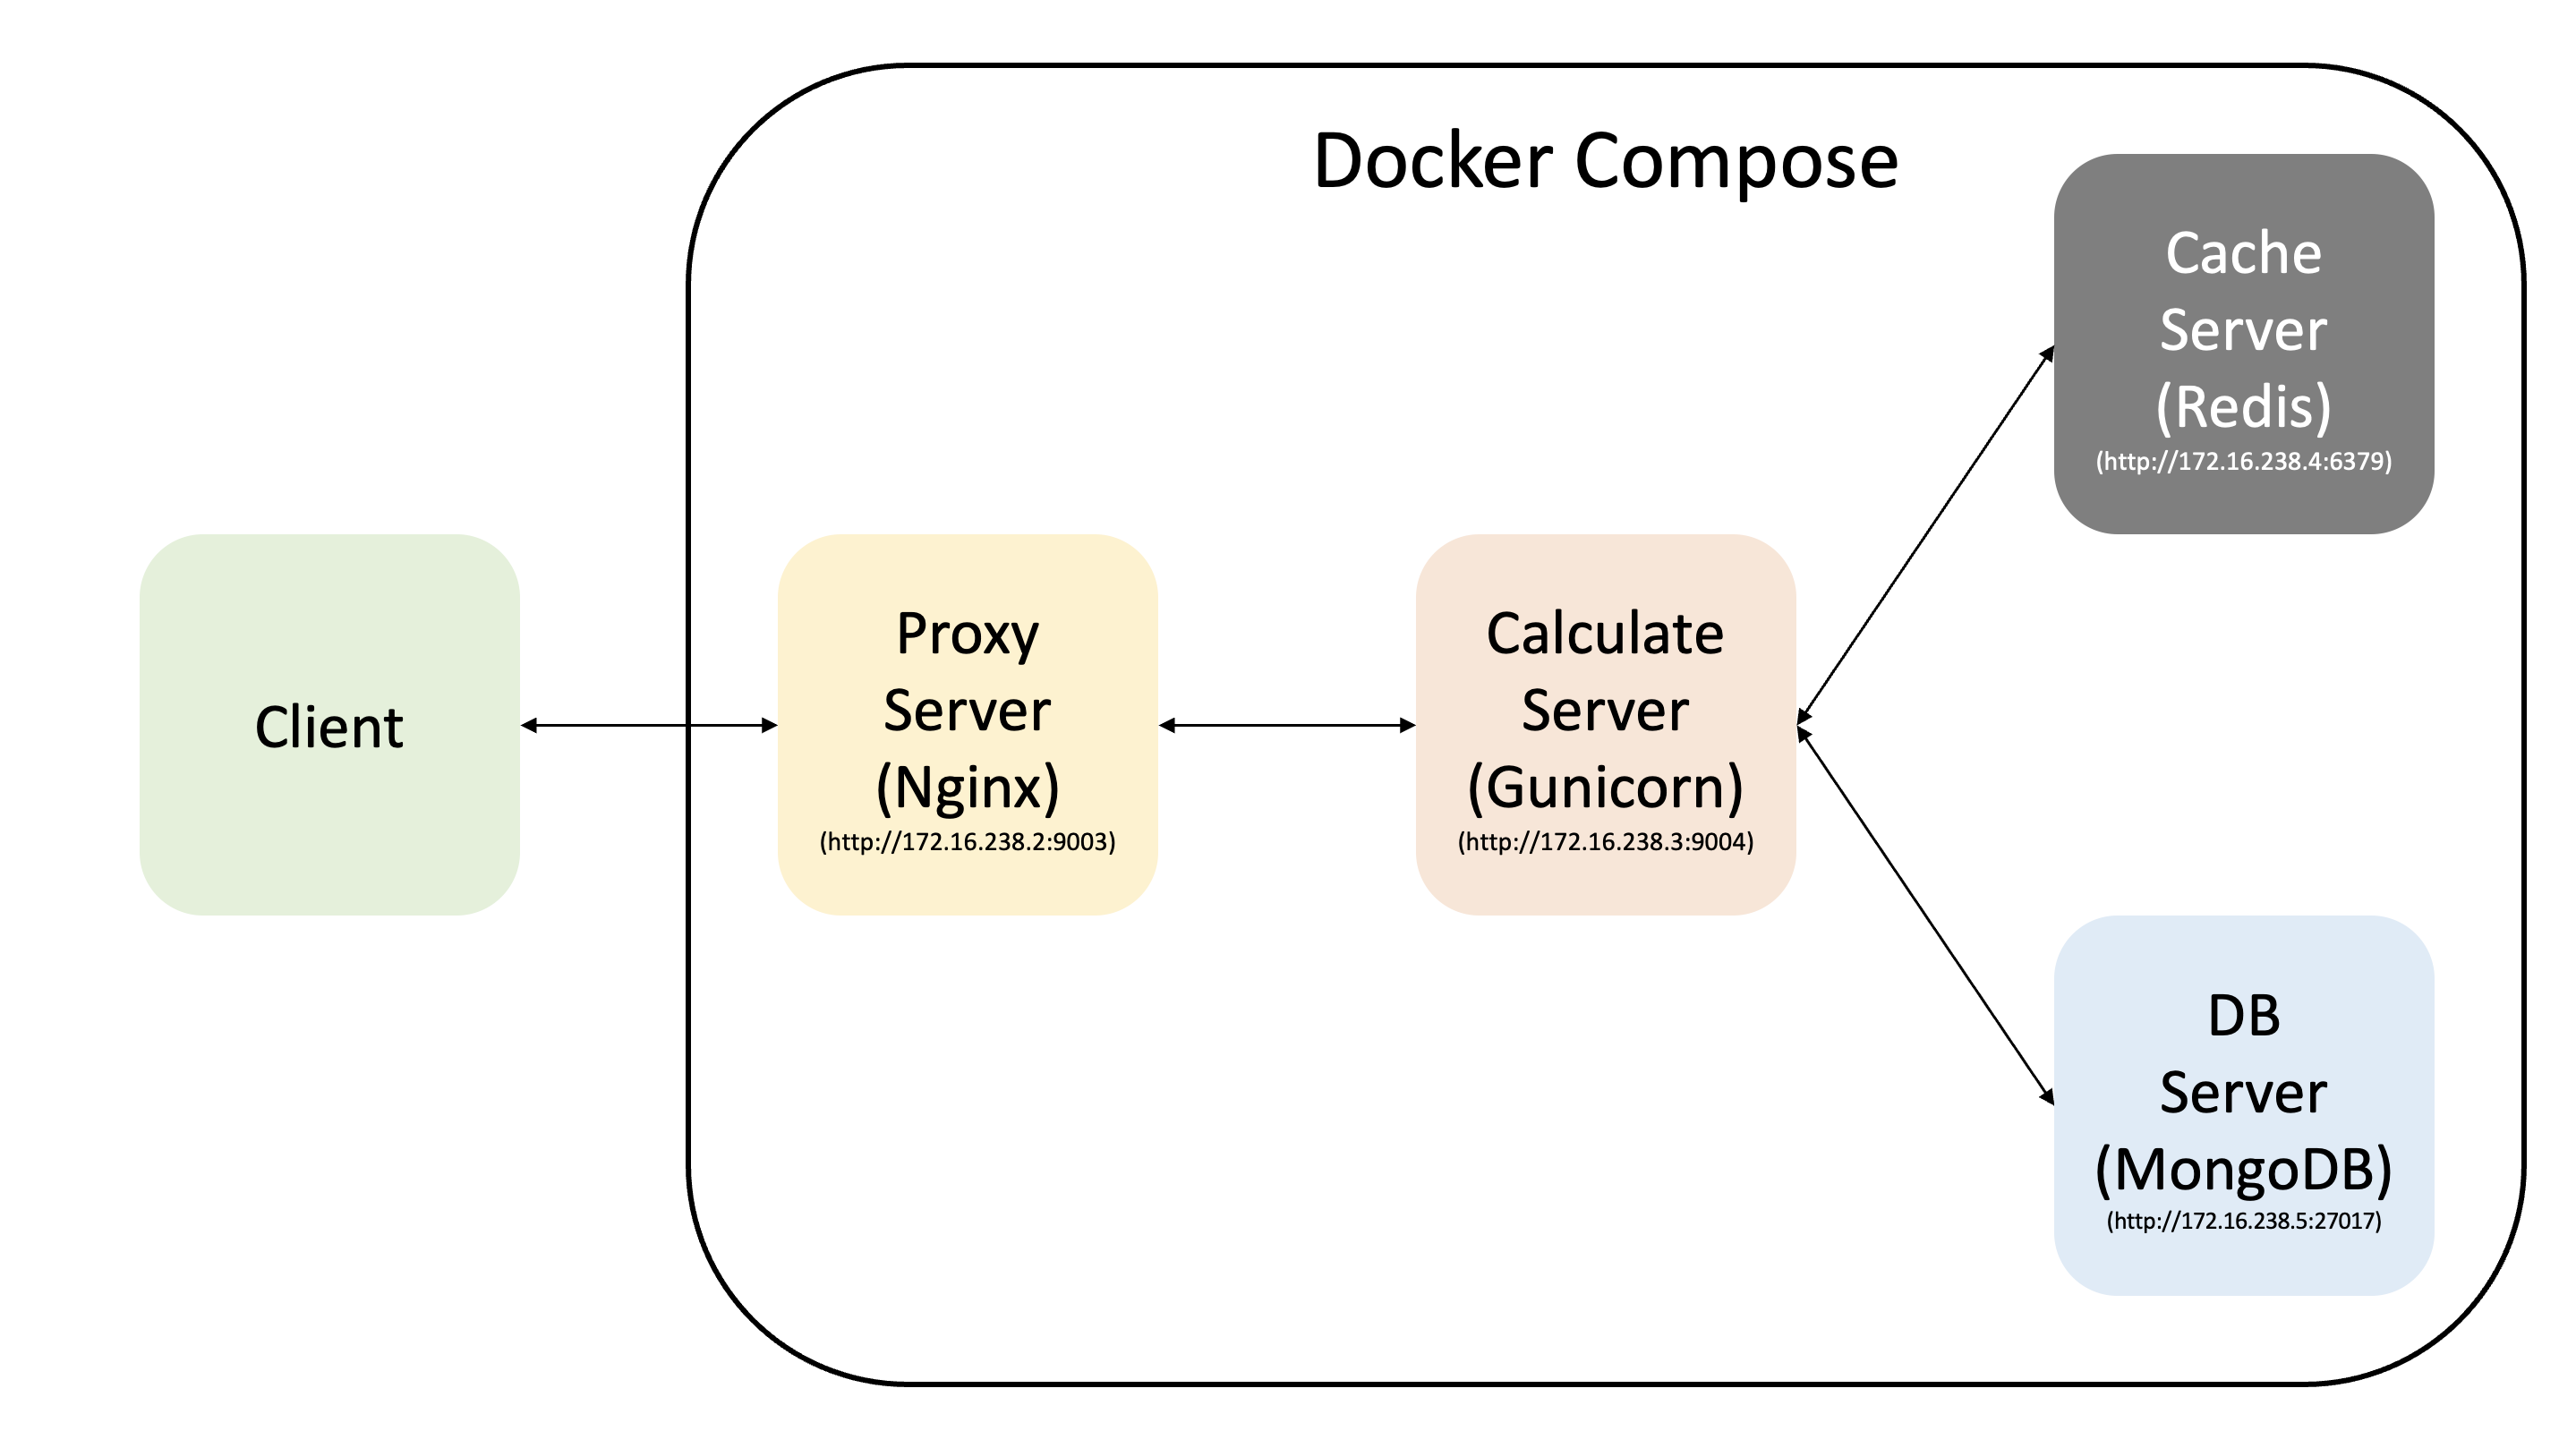 Docker Compose
Client
Proxy
Server
(Nginx)
(http://172.16.238.2:9003)
Calculate
Server
(Gunicorn)
(http://172.16.238.3:9004)
Cache
Server
(Redis)
(http://172.16.238.4:6379)
DB
Server
(MongoDB)
(http://172.16.238.5:27017)